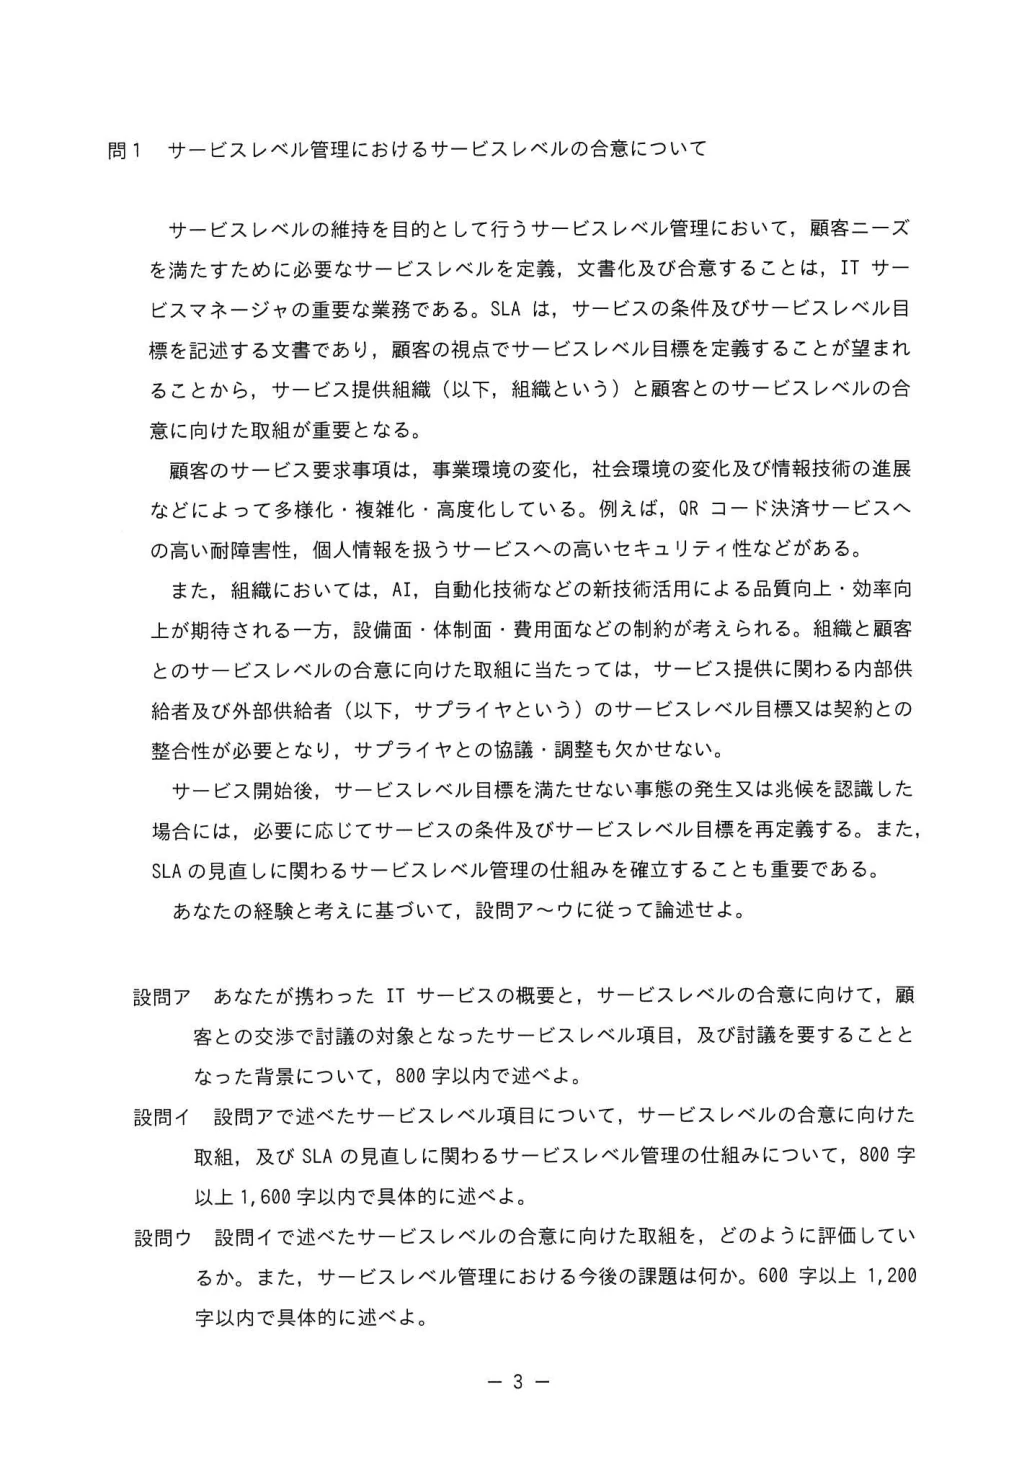 問1 サービスレベル管理におけるサービスレベルの合意について
サービスレベルの維持を目的として行うサービスレベル管理において，顧客ニーズ
を満たすために必要なサービスレベルを定義，文書化及び合意することは，IT サー
ビスマネージャの重要な業務である。SLA は，サービスの条件及びサービスレベル目
標を記述する文書であり，顧客の視点でサービスレベル目標を定義することが望まれ
ることから，サービス提供組織（以下，組織という）と顧客とのサービスレベルの合
意に向けた取組が重要となる。
顧客のサービス要求事項は，事業環境の変化，社会環境の変化及び情報技術の進展
などによって多様化・複雑化・高度化している。例えば，QR コード決済サービスへ
の高い耐障害性，個人情報を扱うサービスへの高いセキュリティ性などがある。
また，組織においては，AI，自動化技術などの新技術活用による品質向上・効率向
上が期待される一方，設備面・体制面・費用面などの制約が考えられる。組織と顧客
とのサービスレベルの合意に向けた取組に当たっては，サービス提供に関わる内部供
給者及び外部供給者（以下，サプライヤという）のサービスレベル目標又は契約との
整合性が必要となり，サプライヤとの協議・調整も欠かせない。
サービス開始後，サービスレベル目標を満たせない事態の発生又は兆候を認識した
場合には，必要に応じてサービスの条件及びサービスレベル目標を再定義する。また，
SLA の見直しに関わるサービスレベル管理の仕組みを確立することも重要である。
あなたの経験と考えに基づいて，設問ア～ウに従って論述せよ。
設問ア あなたが携わった IT サービスの概要と，サービスレベルの合意に向けて，顧
客との交渉で討議の対象となったサービスレベル項目，及び討議を要することと
なった背景について，800 字以内で述べよ。
設問イ 設問アで述べたサービスレベル項目について，サービスレベルの合意に向けた
取組，及び SLA の見直しに関わるサービスレベル管理の仕組みについて，800 字
以上 1,600 字以内で具体的に述べよ。
設問ウ 設問イで述べたサービスレベルの合意に向けた取組を，どのように評価してい
るか。また，サービスレベル管理における今後の課題は何か。600 字以上 1,200
字以内で具体的に述べよ。
－ 3 －